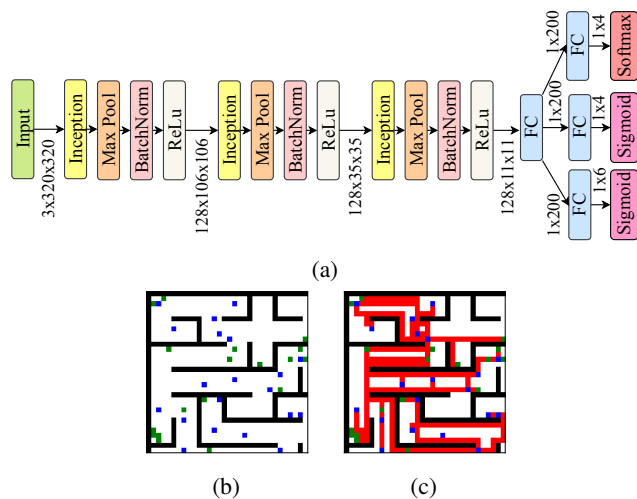 Input
3x320x320
Inception
Max Pool
BatchNorm
ReLu
128x106x106
Inception
Max Pool
BatchNorm
ReLu
128x35x35
Inception
Max Pool
BatchNorm
ReLu
128x11x11
FC
1x200
FC
1x4
Softmax
1x200
FC
1x4
Sigmoid
1x200
FC
1x6
Sigmoid
(a)
(b)
(c)